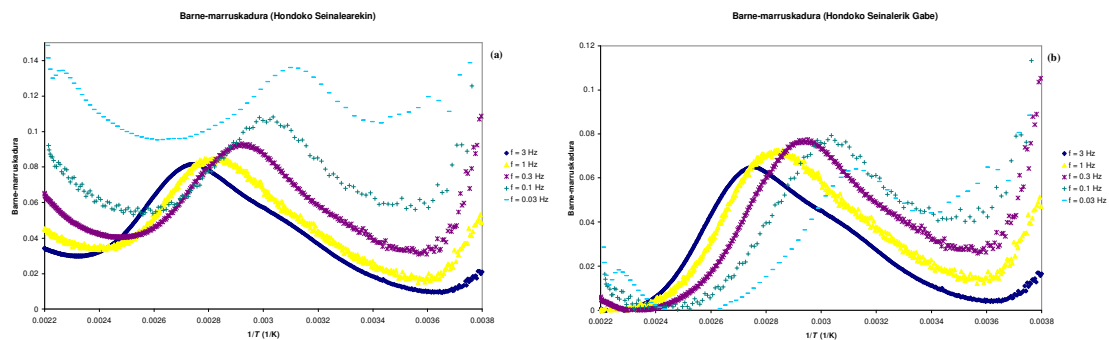 Barne-marruskadura (Hondoko Seinalearekin)
(a)
Barne-marruskadura
0.14
0.12
0.1
0.08
0.06
0.04
0.02
0
0.0022 0.0024 0.0026 0.0028 0.003 0.0032 0.0034 0.0036 0.0038
1/T (1/K)
f = 3 Hz
f = 1 Hz
f = 0.3 Hz
f = 0.1 Hz
f = 0.03 Hz
Barne-marruskadura (Hondoko Seinalerik Gabe)
(b)
Barne-marruskadura
0.12
0.1
0.08
0.06
0.04
0.02
0
0.0022 0.0024 0.0026 0.0028 0.003 0.0032 0.0034 0.0036 0.0038
1/T (1/K)
f = 3 Hz
f = 1 Hz
f = 0.3 Hz
f = 0.1 Hz
f = 0.03 Hz